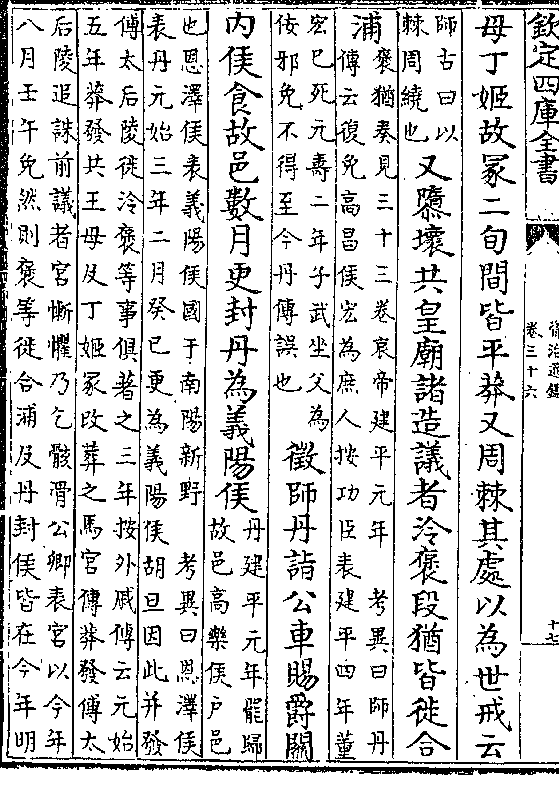 欽定四庫全書
資治通鑑
卷三十六
十七
母丁姬故冢二旬間皆平莽又周棘其處以為世戒云
師古曰以
棘周繞也
又隳壞共皇廟諸造議者泠褒段猶皆徙合
浦
褒猶奏見三十三卷哀帝建平元年 考異曰師丹
傳云復免高昌侯宏為庶人按功臣表建平四年董
宏已死元壽二年子武坐父為
佞邪免不得至今丹傳誤也
徵師丹詣公車賜爵關
内侯食故邑數月更封丹為義陽侯
丹建平元年罷歸
故邑高樂侯户邑
也恩澤侯表義陽侯國于南陽新野 考異曰恩澤侯
表丹元始三年二月癸巳更為義陽侯胡旦因此并發
傅太后陵徙泠褒等事俱著之三年按外戚傳云元始
五年莽發共王母及丁姬冢改葬之馬宮傳莽發傅太
后陵追誅前議者宮慚懼乃乞骸骨公卿表宮以今年
八月壬午免然則褒等徙合浦及丹封侯皆在今年明